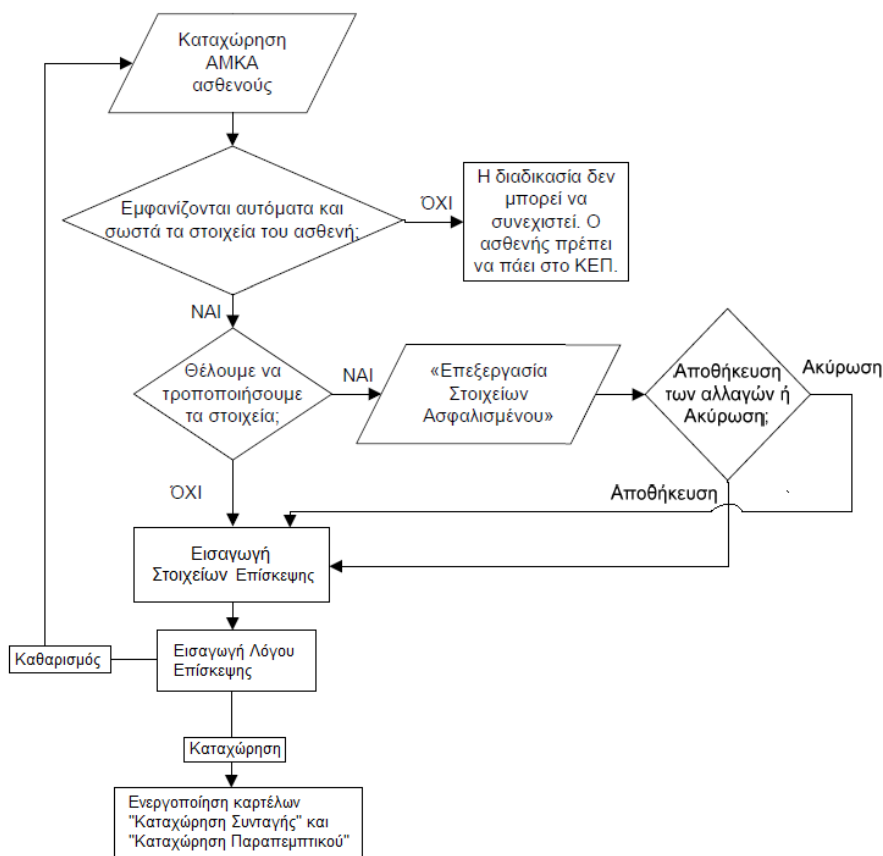 Καταχώρηση
ΑΜΚΑ
ασθενούς
Εμφανίζονται αυτόματα και
σωστά τα στοιχεία του ασθενή;
ΌΧΙ
Η διαδικασία δεν
μπορεί να
συνεχιστεί. Ο
ασθενής πρέπει
να πάει στο ΚΕΠ.
ΝΑΙ
Θέλουμε να
τροποποιήσουμε
τα στοιχεία;
ΝΑΙ
«Επεξεργασία
Στοιχείων
Ασφαλισμένου»
Αποθήκευση
των αλλαγών ή
Ακύρωση;
Ακύρωση
ΌΧΙ
Αποθήκευση
Εισαγωγή
Στοιχείων Επίσκεψης
Εισαγωγή Λόγου
Επίσκεψης
Καθαρισμός
Καταχώρηση
Ενεργοποίηση καρτέλων
"Καταχώρηση Συνταγής" και
"Καταχώρηση Παραπεμπτικού"